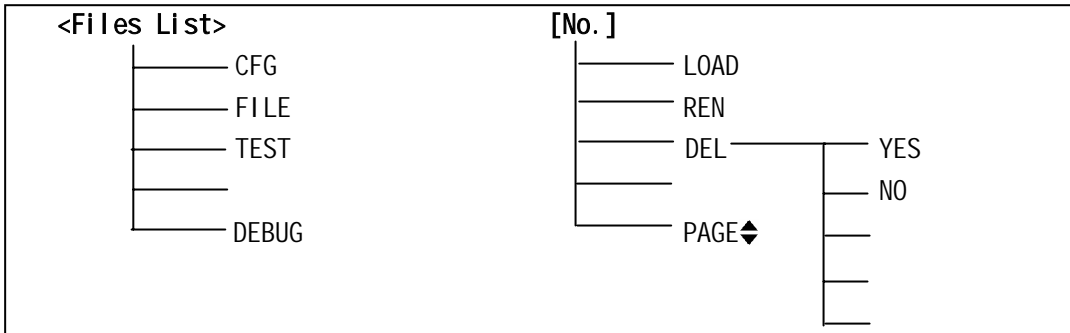 <Files List>
CFG
FILE
TEST
DEBUG
[No.]
LOAD
REN
DEL
YES
NO
PAGE